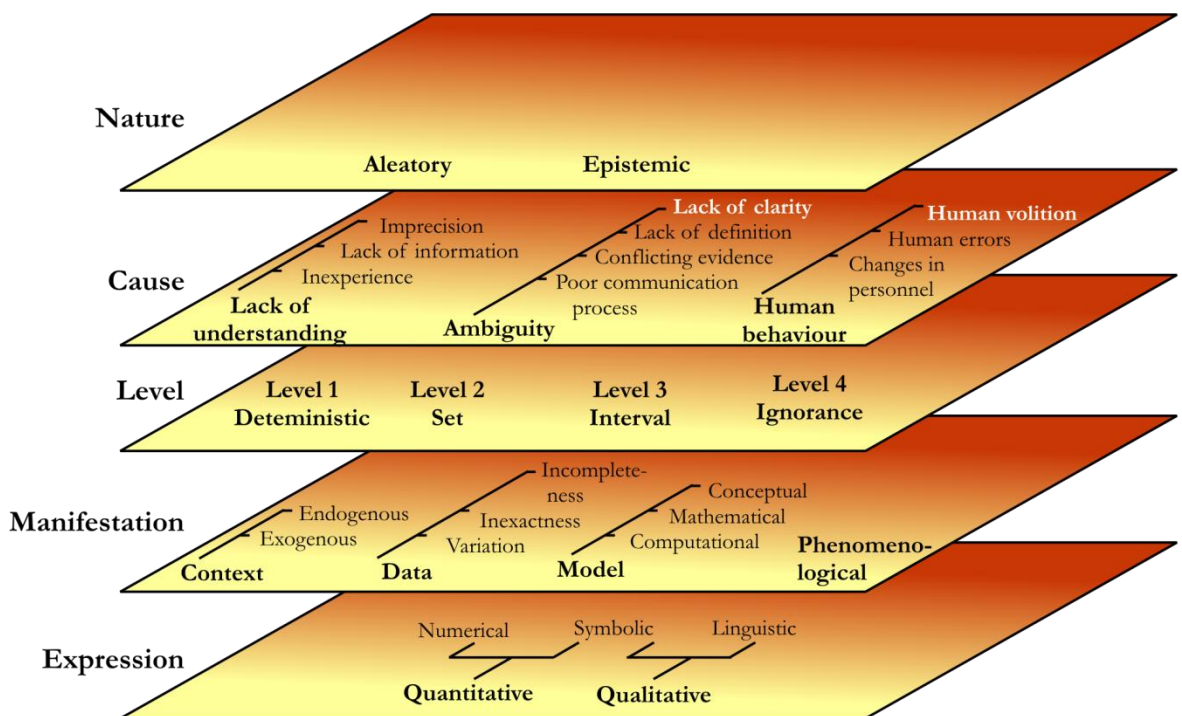 Nature
Aleatory
Epistemic
Cause
Imprecision
Lack of information
Inexperience
Lack of
understanding
Lack of clarity
Lack of definition
Conflicting evidence
Poor communication
process
Ambiguity
Human volition
Human errors
Changes in
personnel
Human
behaviour
Level
Level 1
Deteministic
Level 2
Set
Level 3
Interval
Level 4
Ignorance
Manifestation
Endogenous
Exogenous
Context
Incomplete-
ness
Inexactness
Variation
Data
Conceptual
Mathematical
Computational
Model
Phenomeno-
logical
Expression
Numerical
Symbolic
Linguistic
Quantitative
Qualitative